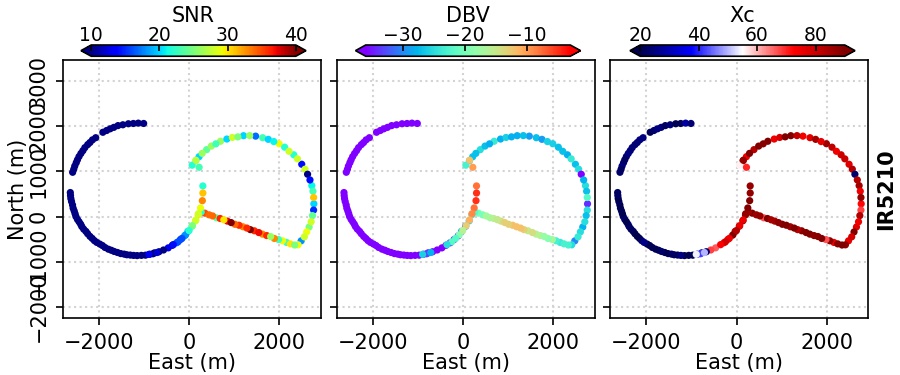 SNR DBV Xc
10 20 30 40 −30 −20 −10 20 40 60 80
3000
2000
1000
0
−1000
−2000
North (m)
IR5210
−2000 0 2000 −2000 0 2000 −2000 0 2000
East (m) East (m) East (m)